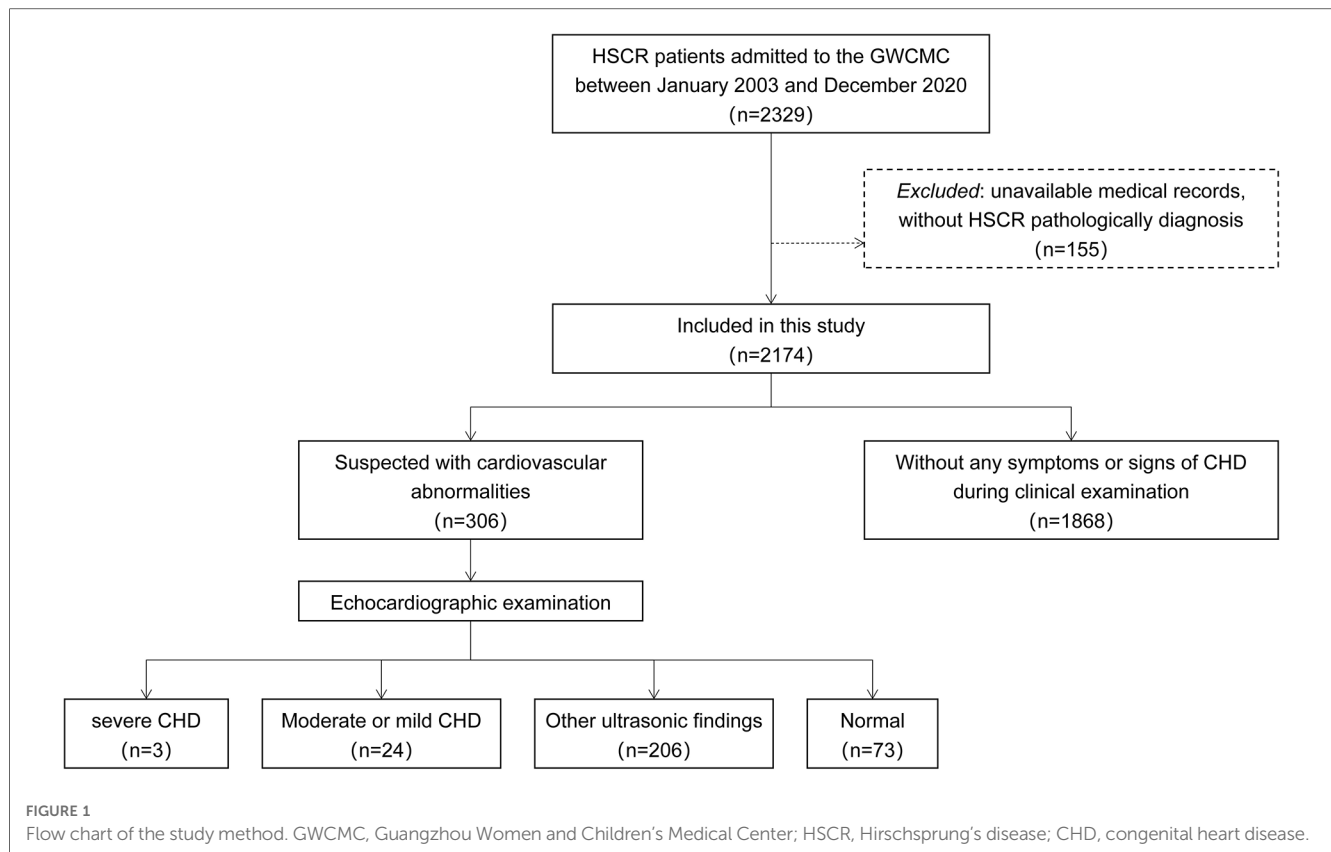 HSCR patients admitted to the GWCMC
between January 2003 and December 2020
(n=2329)
Excluded: unavailable medical records,
without HSCR pathologically diagnosis
(n=155)
Included in this study
(n=2174)
Suspected with cardiovascular
abnormalities
(n=306)
Without any symptoms or signs of CHD
during clinical examination
(n=1868)
Echocardiographic examination
severe CHD
(n=3)
Moderate or mild CHD
(n=24)
Other ultrasonic findings
(n=206)
Normal
(n=73)
FIGURE 1
Flow chart of the study method. GWCMC, Guangzhou Women and Children’s Medical Center; HSCR, Hirschsprung’s disease; CHD, congenital heart disease.